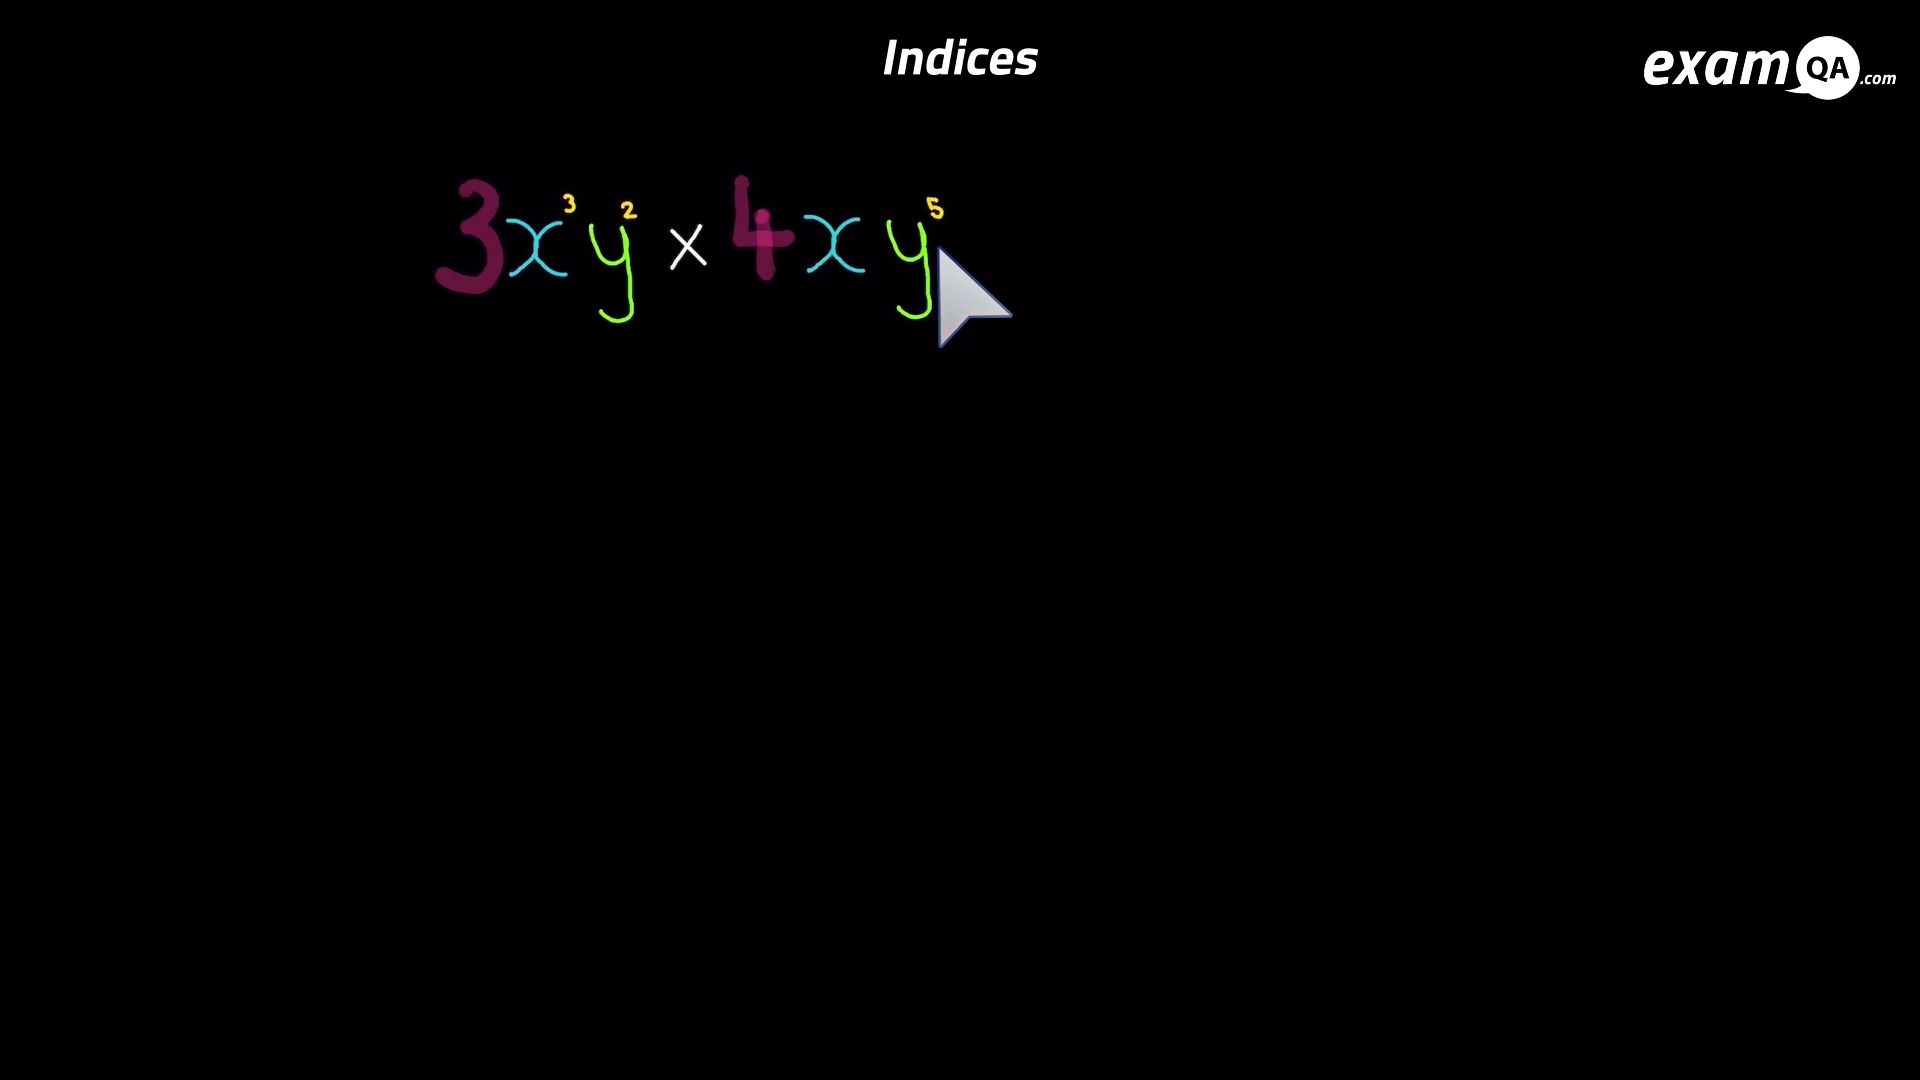 Indices
examQA.com
3x³y² × 4xy⁵